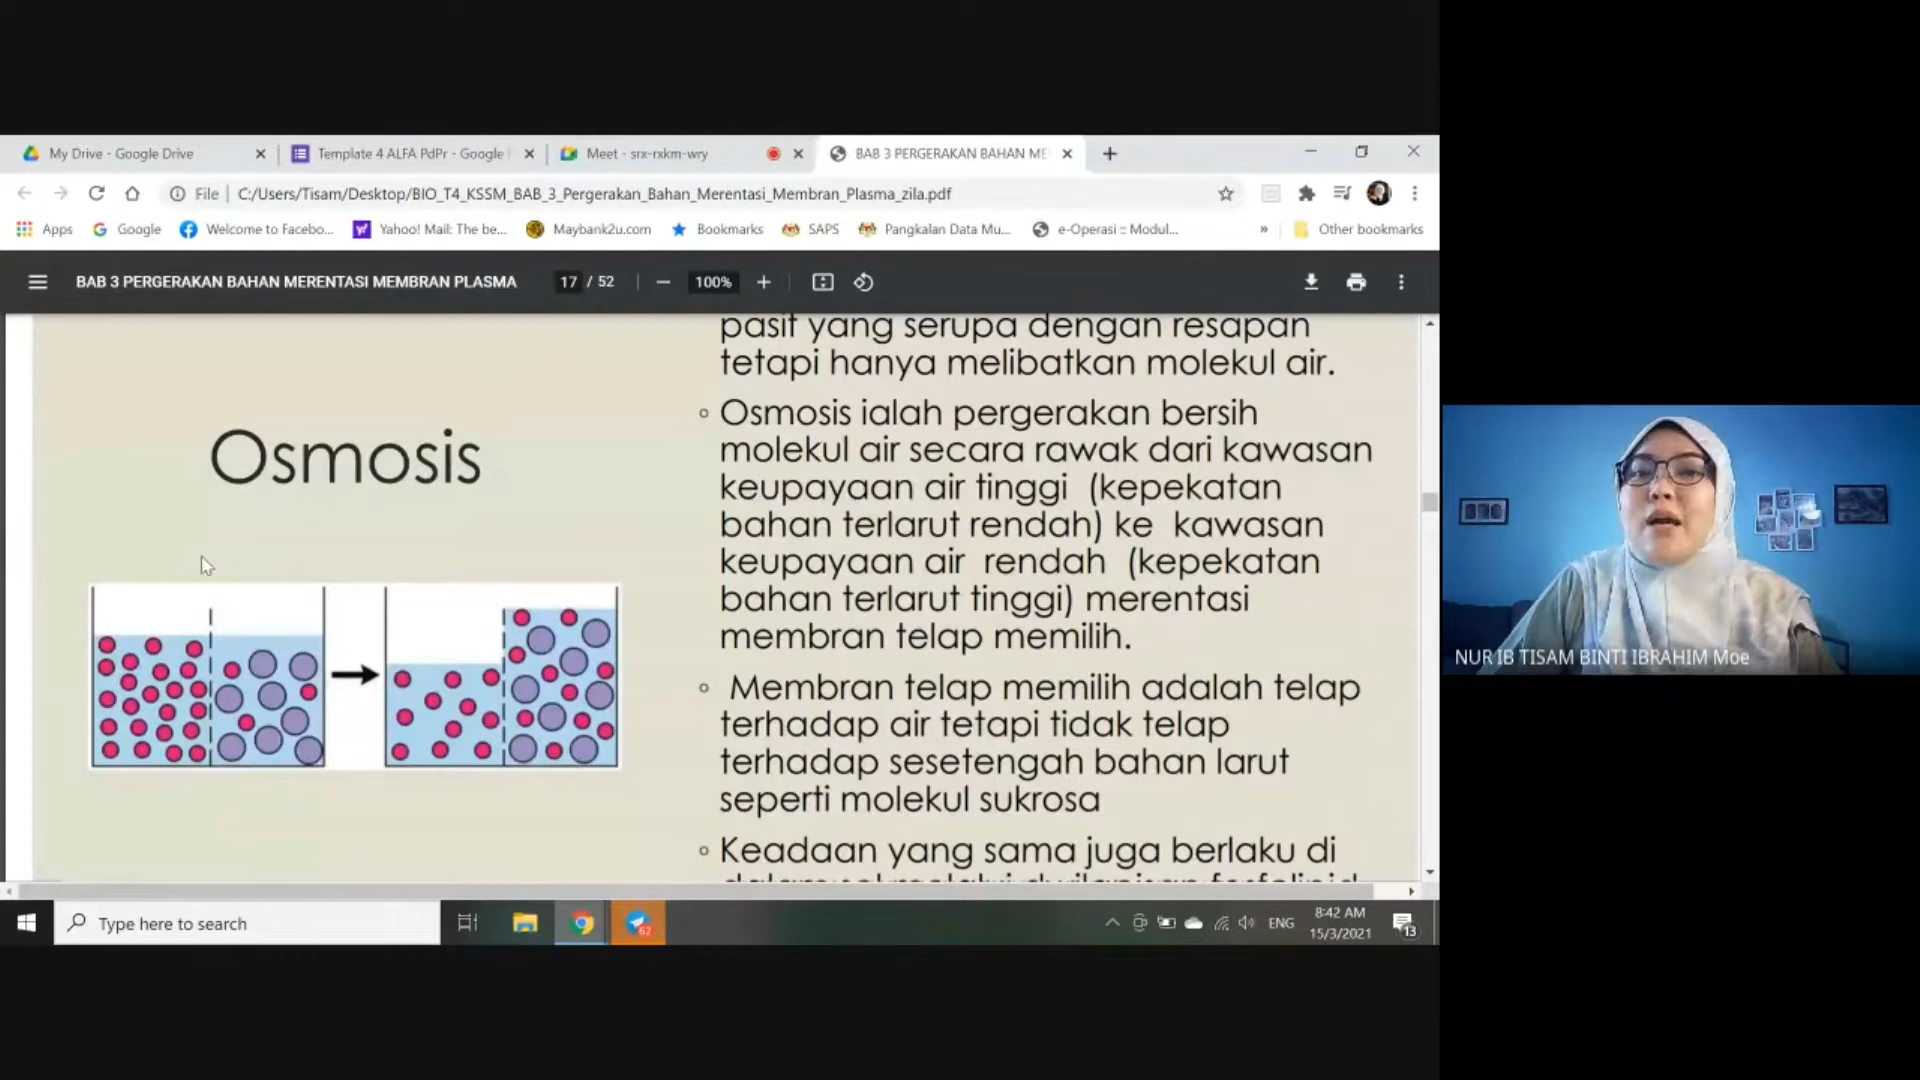 My Drive - Google Drive
Template 4 ALFA PdPr - Google
Meet - srx-rxkm-wry
BAB 3 PERGERAKAN BAHAN ME
File
C:/Users/Tisam/Desktop/BIO_T4_KSSM_BAB_3_Pergerakan_Bahan_Merentasi_Membran_Plasma_zila.pdf
Apps
Google
Welcome to Facebo...
Yahoo! Mail: The be...
Maybank2u.com
Bookmarks
SAPS
Pangkalan Data Mu...
e-Operasi :: Modul...
»
Other bookmarks
BAB 3 PERGERAKAN BAHAN MERENTASI MEMBRAN PLASMA
17 / 52
100%
Osmosis
pasif yang serupa dengan resapan
tetapi hanya melibatkan molekul air.
Osmosis ialah pergerakan bersih
molekul air secara rawak dari kawasan
keupayaan air tinggi (kepekatan
bahan terlarut rendah) ke kawasan
keupayaan air rendah (kepekatan
bahan terlarut tinggi) merentasi
membran telap memilih.
Membran telap memilih adalah telap
terhadap air tetapi tidak telap
terhadap sesetengah bahan larut
seperti molekul sukrosa
Keadaan yang sama juga berlaku di
NUR IB TISAM BINTI IBRAHIM Moe
Type here to search
62
ENG
8:42 AM
15/3/2021
13